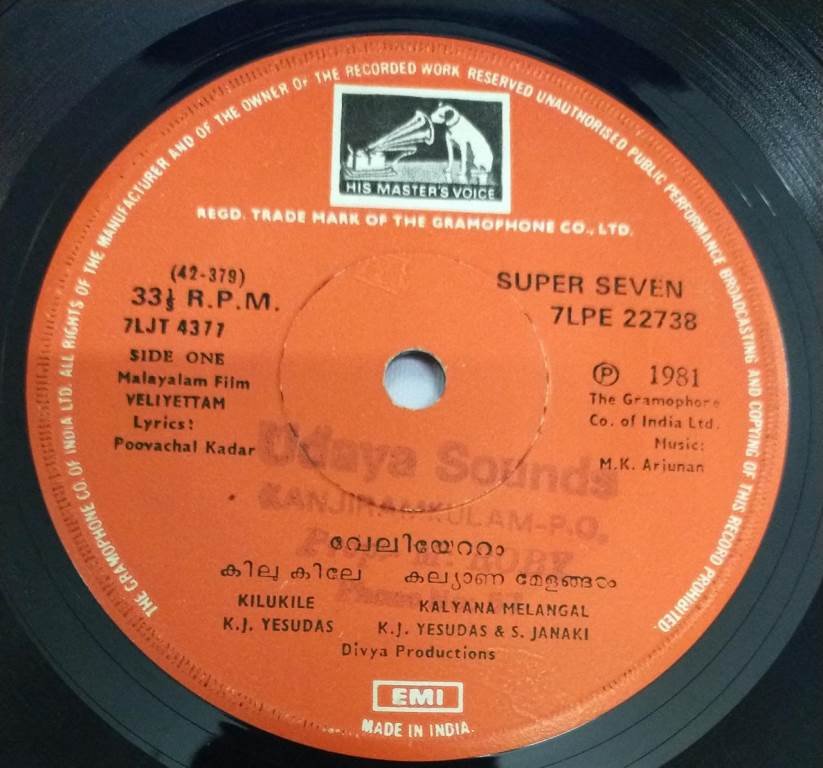 THE GRAMOPHONE CO. OF INDIA LTD. ALL RIGHTS OF THE MANUFACTURER AND OF THE OWNER OF THE RECORDED WORK RESERVED UNAUTHORISED PUBLIC PERFORMANCE BROADCASTING AND COPYING OF THIS RECORD PROHIBITED.
HIS MASTER'S VOICE
REGD. TRADE MARK OF THE GRAMOPHONE CO., LTD.
(42-379)
33⅓ R.P.M.
7LJT 4377
SIDE ONE
Malayalam Film
VELIYETTAM
Lyrics:
Poovachal Kadar
SUPER SEVEN
7LPE 22738
Ⓟ 1981
The Gramophone
Co. of India Ltd.
Music:
M.K. Arjunan
Udaya Sounds
KANJIRAMKULAM-P.O.
വേലിയേററം
കിലു കിലേ കല്യാണ മേളങ്ങൾ
KILUKILE KALYANA MELANGAL
K.J. YESUDAS K.J. YESUDAS & S. JANAKI
Divya Productions
EMI
MADE IN INDIA